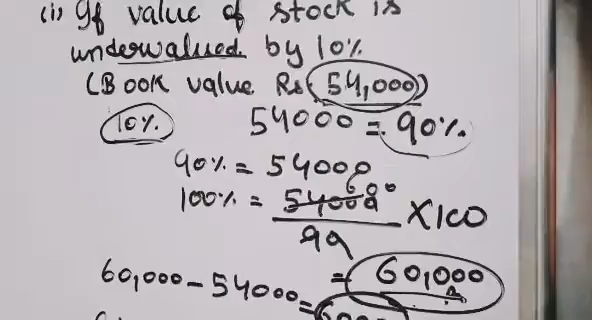 (i) If value of stock is
undervalued by 10%
(Book value Rs 54,000)
10% 54000 = 90%
90% = 54000
600
100% = 54000 X100
90
= 60,000
60,000 - 54000 =